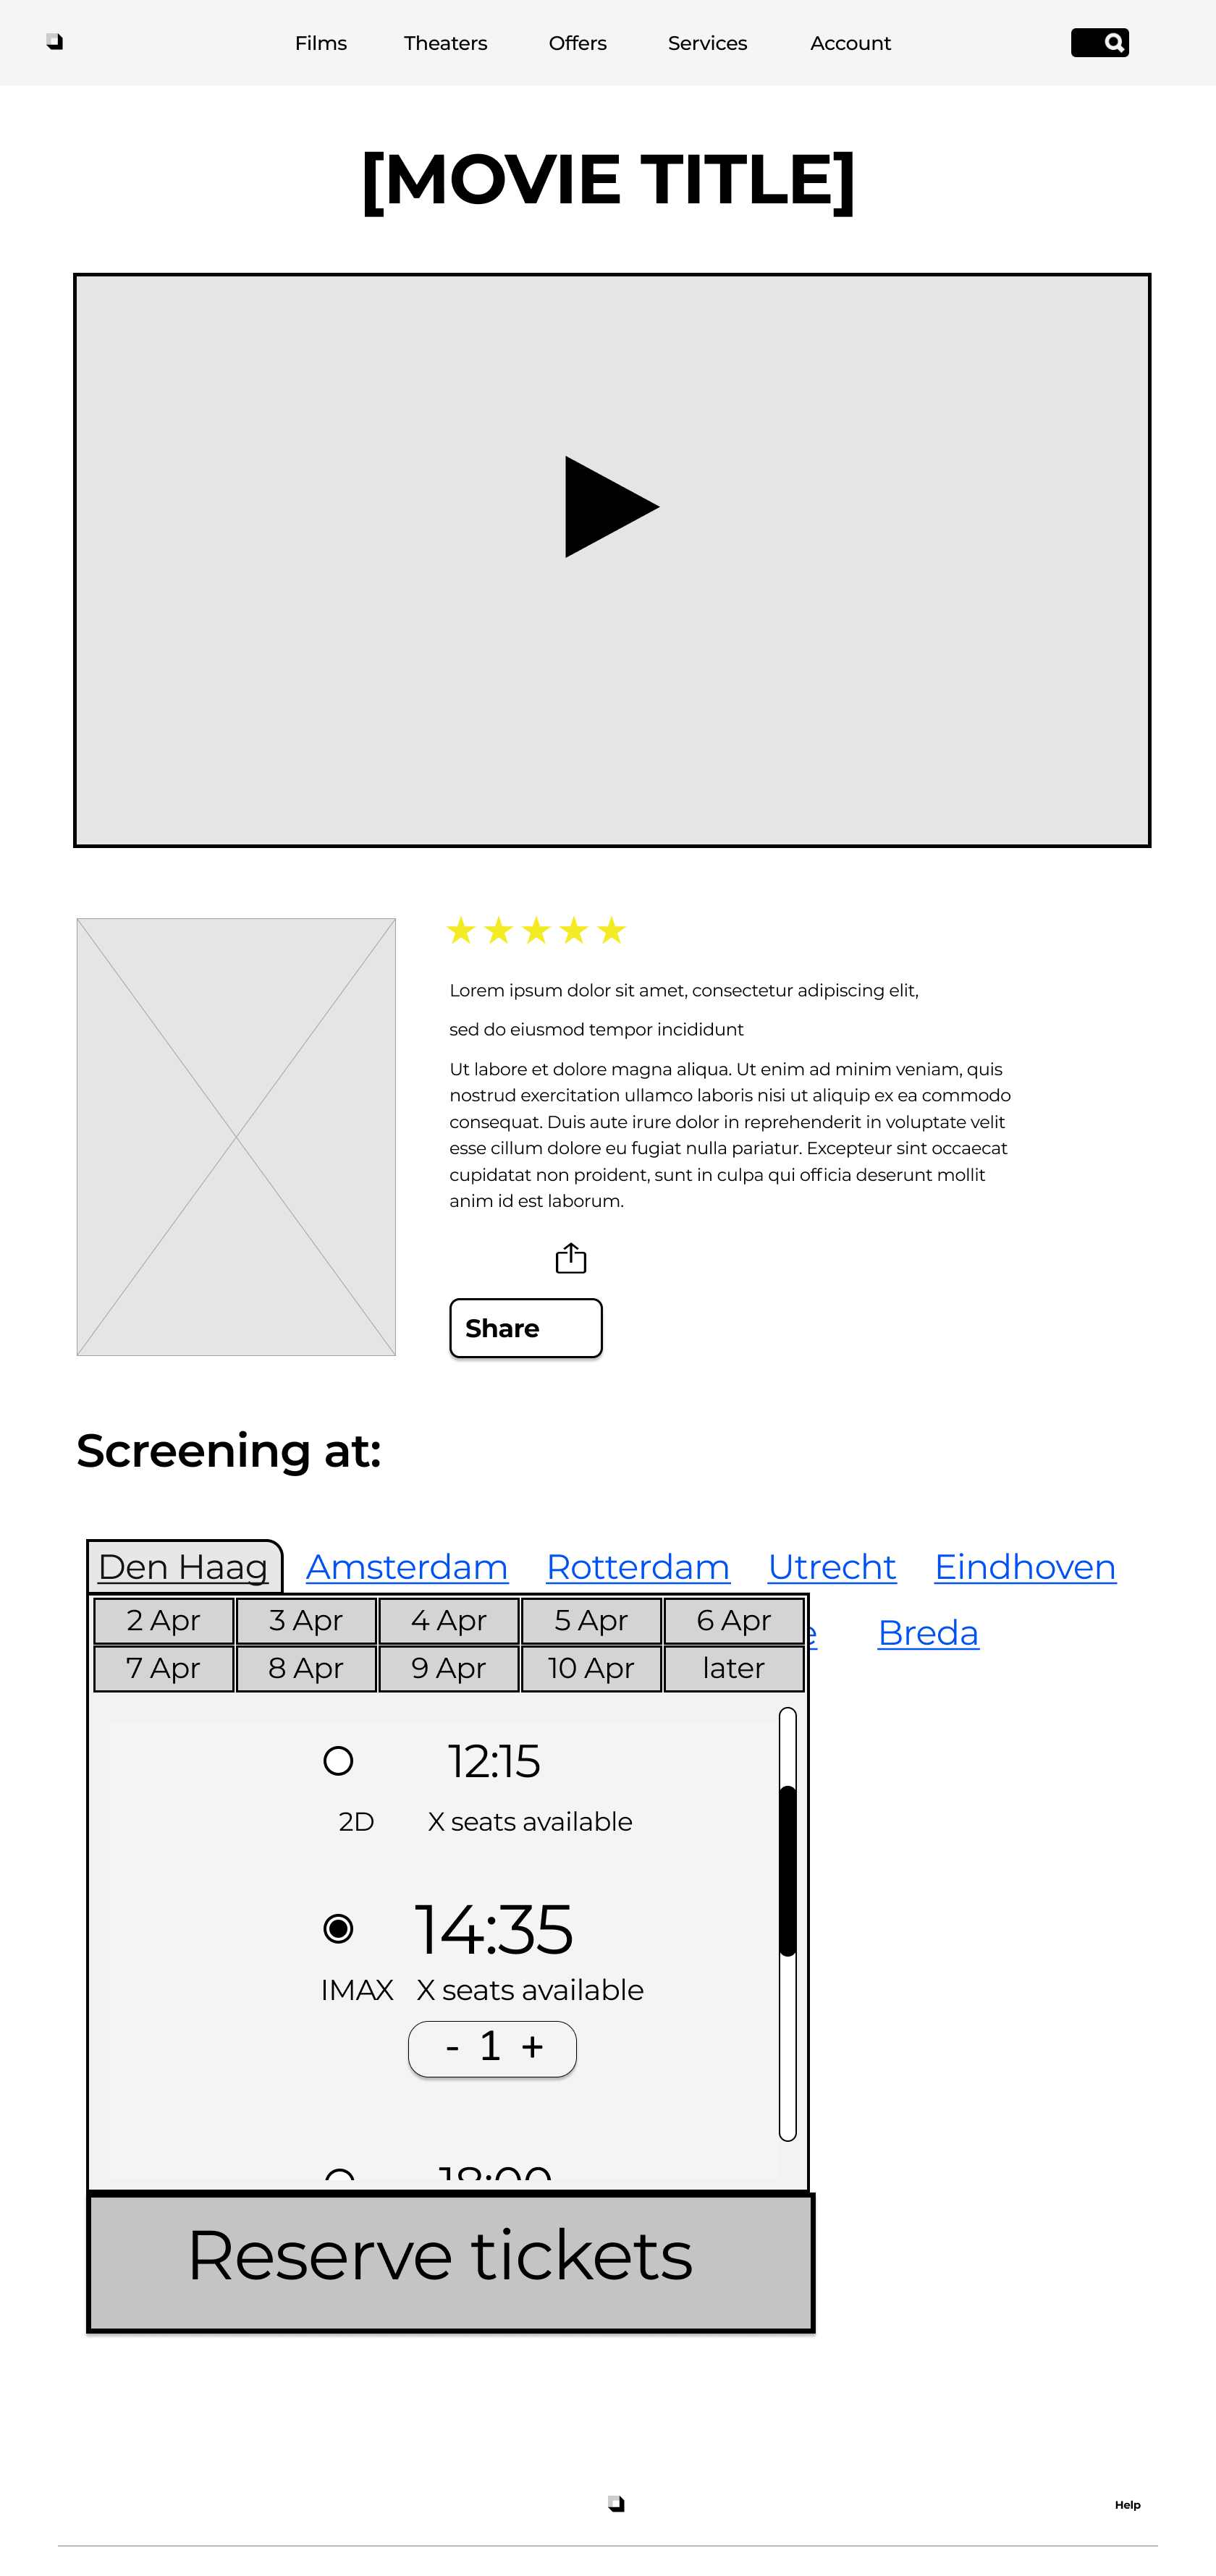 Films Theaters Offers Services Account
[MOVIE TITLE]
Lorem ipsum dolor sit amet, consectetur adipiscing elit,
sed do eiusmod tempor incididunt
Ut labore et dolore magna aliqua. Ut enim ad minim veniam, quis
nostrud exercitation ullamco laboris nisi ut aliquip ex ea commodo
consequat. Duis aute irure dolor in reprehenderit in voluptate velit
esse cillum dolore eu fugiat nulla pariatur. Excepteur sint occaecat
cupidatat non proident, sunt in culpa qui officia deserunt mollit
anim id est laborum.
Share
Screening at:
Den Haag Amsterdam Rotterdam Utrecht Eindhoven
Breda
2 Apr 3 Apr 4 Apr 5 Apr 6 Apr
7 Apr 8 Apr 9 Apr 10 Apr later
12:15
2D X seats available
14:35
IMAX X seats available
- 1 +
18:00
Reserve tickets
Help